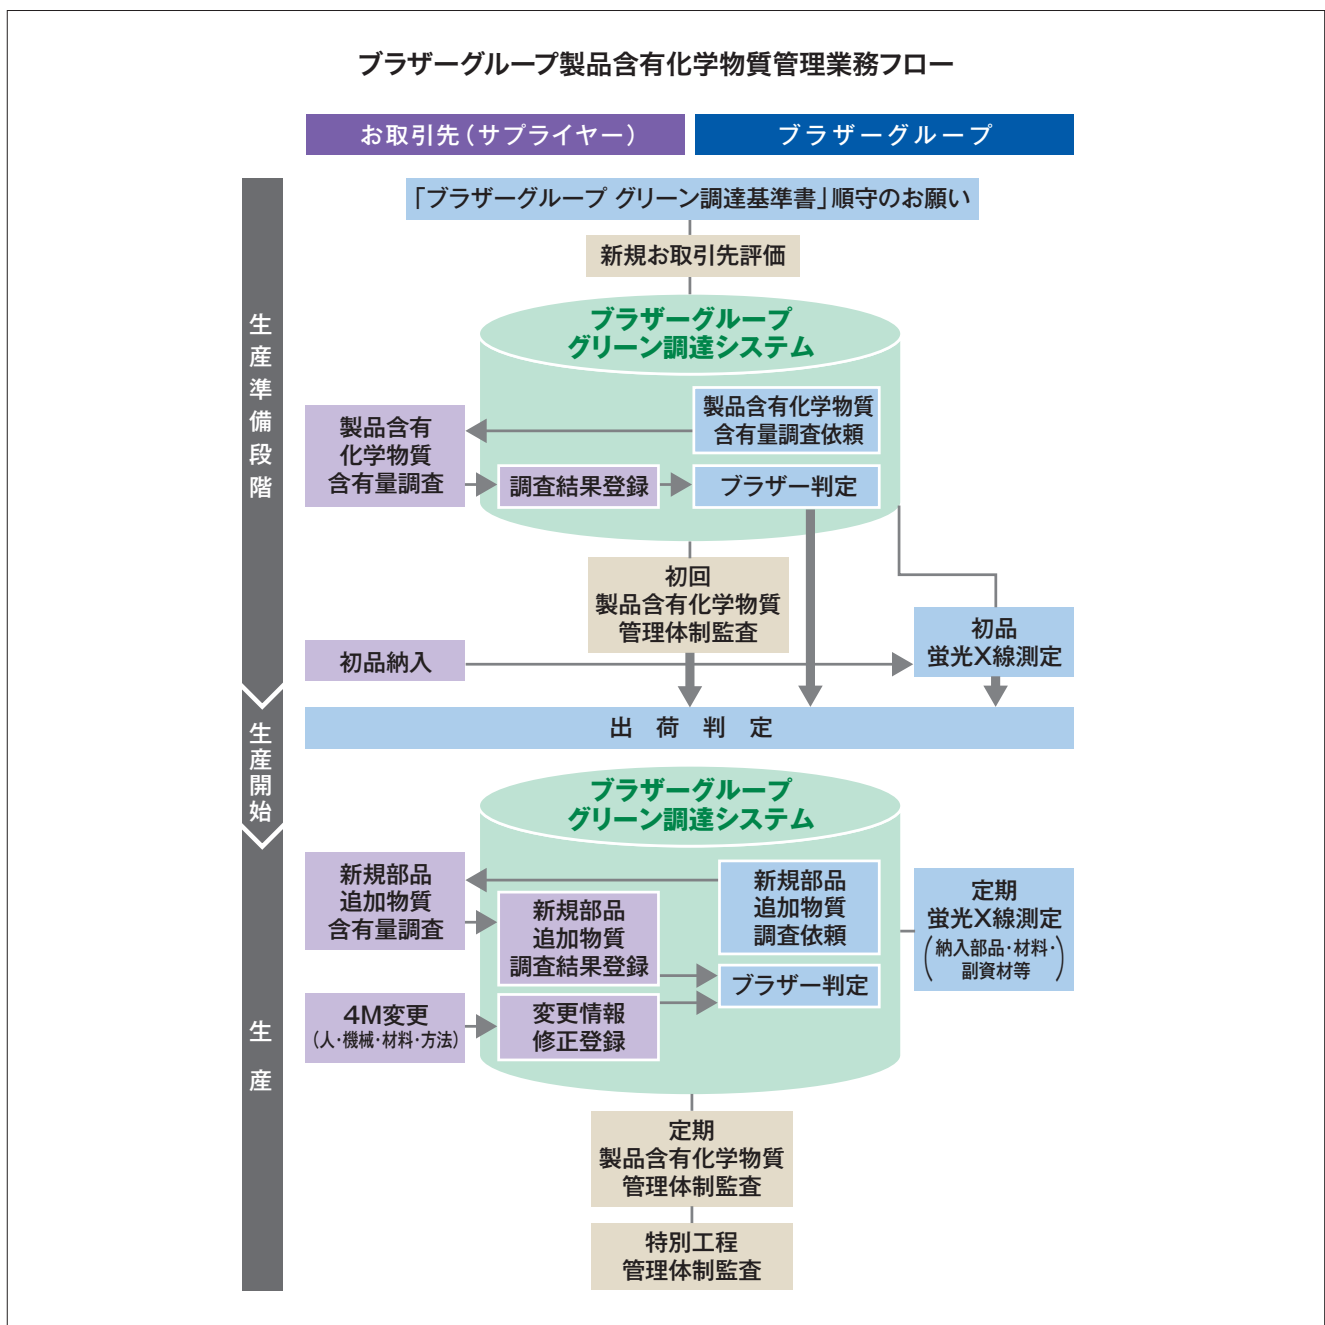 ブラザーグループ製品含有化学物質管理業務フロー
お取引先（サプライヤー）
ブラザーグループ
生産準備段階
「ブラザーグループ グリーン調達基準書」順守のお願い
新規お取引先評価
ブラザーグループ
グリーン調達システム
製品含有化学物質
含有量調査依頼
製品含有
化学物質
含有量調査
調査結果登録
ブラザー判定
初回
製品含有化学物質
管理体制監査
初品納入
初品
蛍光X線測定
生産開始
出荷判定
ブラザーグループ
グリーン調達システム
生産
新規部品
追加物質
含有量調査
新規部品
追加物質
調査依頼
定期
蛍光X線測定
（納入部品・材料・
副資材等）
新規部品
追加物質
調査結果登録
ブラザー判定
4M変更
（人・機械・材料・方法）
変更情報
修正登録
定期
製品含有化学物質
管理体制監査
特別工程
管理体制監査